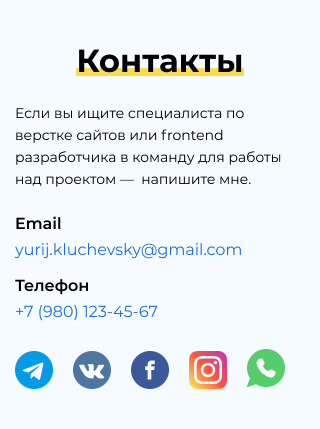 Контакты
Если вы ищите специалиста по
верстке сайтов или frontend
разработчика в команду для работы
над проектом — напишите мне.
Email
yurij.kluchevsky@gmail.com
Телефон
+7 (980) 123-45-67